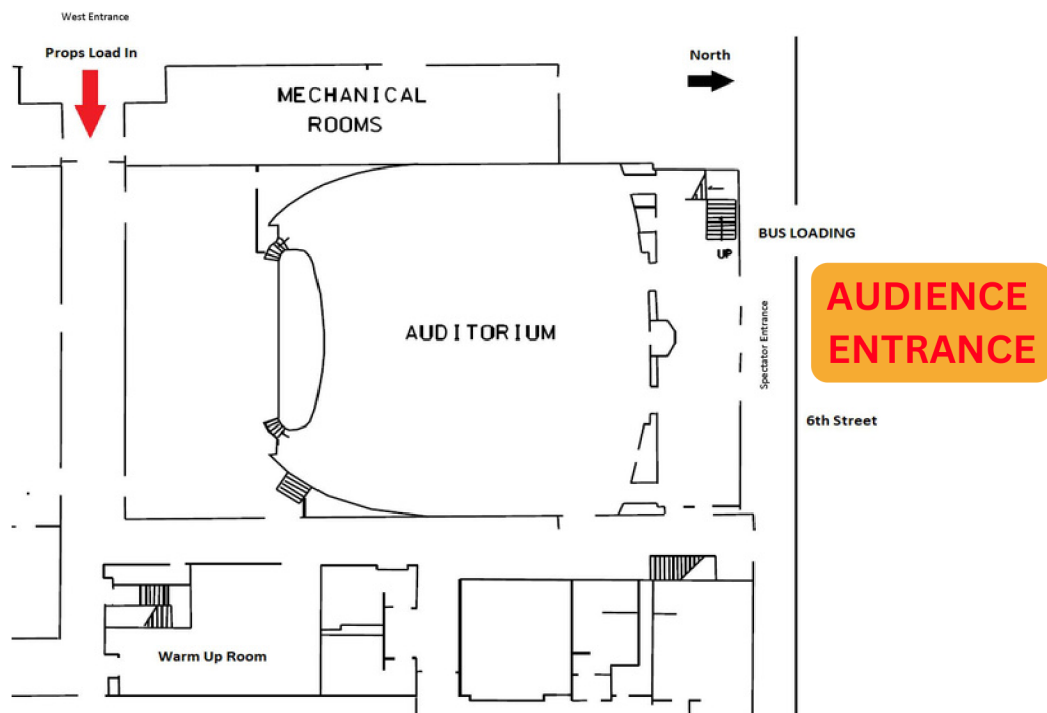 West Entrance
Props Load In
North
MECHANICAL
ROOMS
BUS LOADING
UP
AUDIENCE
ENTRANCE
AUDITORIUM
Spectator Entrance
6th Street
Warm Up Room